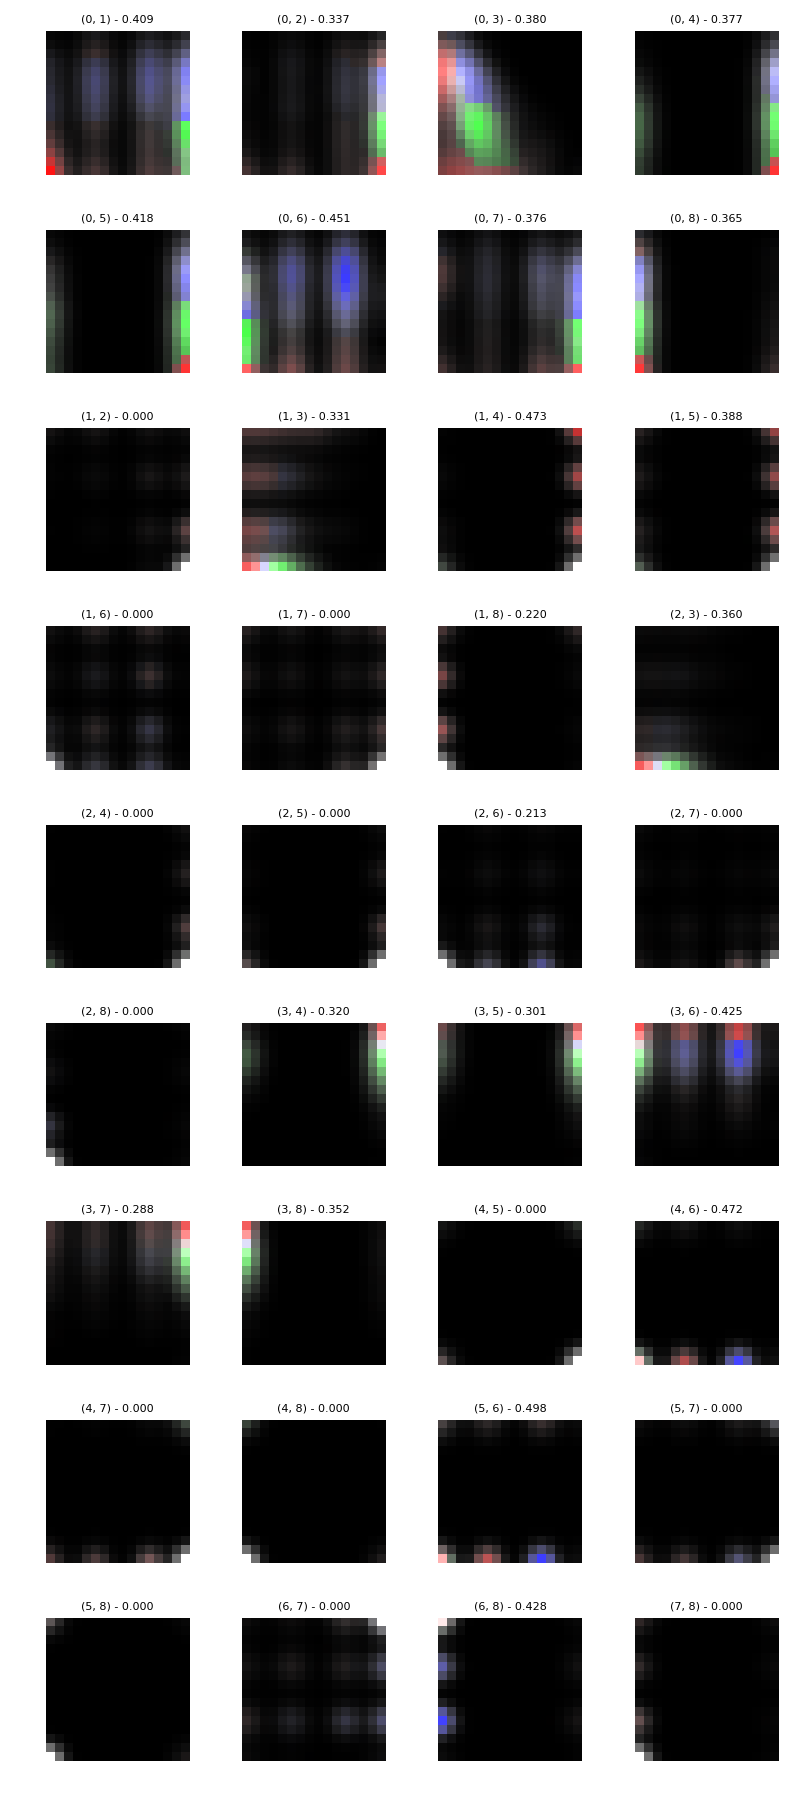 (0, 1) - 0.409 (0, 2) - 0.337 (0, 3) - 0.380 (0, 4) - 0.377
(0, 5) - 0.418 (0, 6) - 0.451 (0, 7) - 0.376 (0, 8) - 0.365
(1, 2) - 0.000 (1, 3) - 0.331 (1, 4) - 0.473 (1, 5) - 0.388
(1, 6) - 0.000 (1, 7) - 0.000 (1, 8) - 0.220 (2, 3) - 0.360
(2, 4) - 0.000 (2, 5) - 0.000 (2, 6) - 0.213 (2, 7) - 0.000
(2, 8) - 0.000 (3, 4) - 0.320 (3, 5) - 0.301 (3, 6) - 0.425
(3, 7) - 0.288 (3, 8) - 0.352 (4, 5) - 0.000 (4, 6) - 0.472
(4, 7) - 0.000 (4, 8) - 0.000 (5, 6) - 0.498 (5, 7) - 0.000
(5, 8) - 0.000 (6, 7) - 0.000 (6, 8) - 0.428 (7, 8) - 0.000